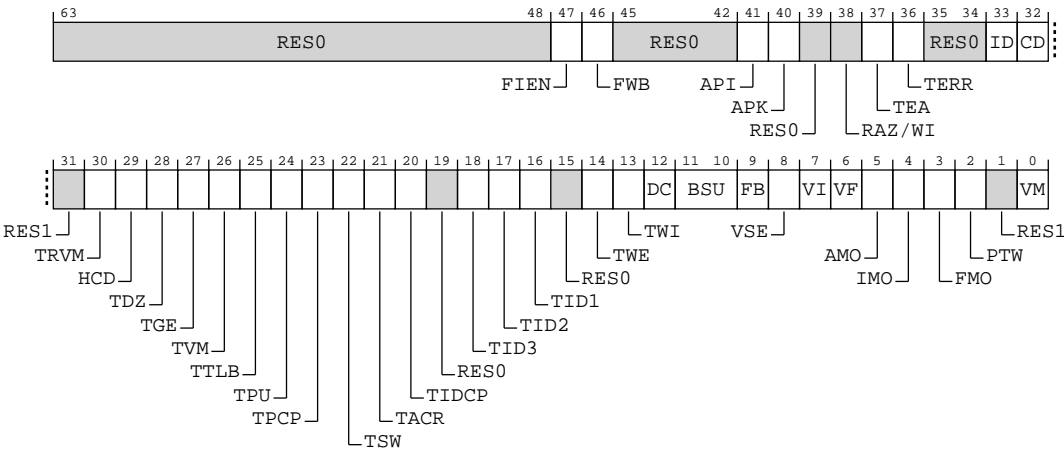 63 48 47 46 45 42 41 40 39 38 37 36 35 34 33 32
RES0 RES0 RES0 ID CD
FIEN FWB API TERR
APK TEA
RES0 RAZ/WI
31 30 29 28 27 26 25 24 23 22 21 20 19 18 17 16 15 14 13 12 11 10 9 8 7 6 5 4 3 2 1 0
DC BSU FB VI VF VM
RES1 TWI VSE RES1
TRVM TWE AMO PTW
HCD RES0 IMO FMO
TDZ TID1
TGE TID2
TVM TID3
TTLB RES0
TPU TIDCP
TPCP TACR
TSW